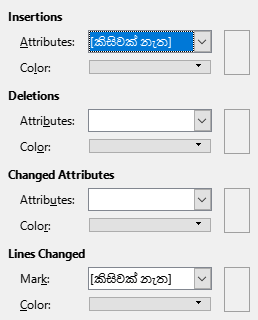 Insertions
Attributes: [කිසිවක් නැත]
Color:
Deletions
Attributes:
Color:
Changed Attributes
Attributes:
Color:
Lines Changed
Mark: [කිසිවක් නැත]
Color: